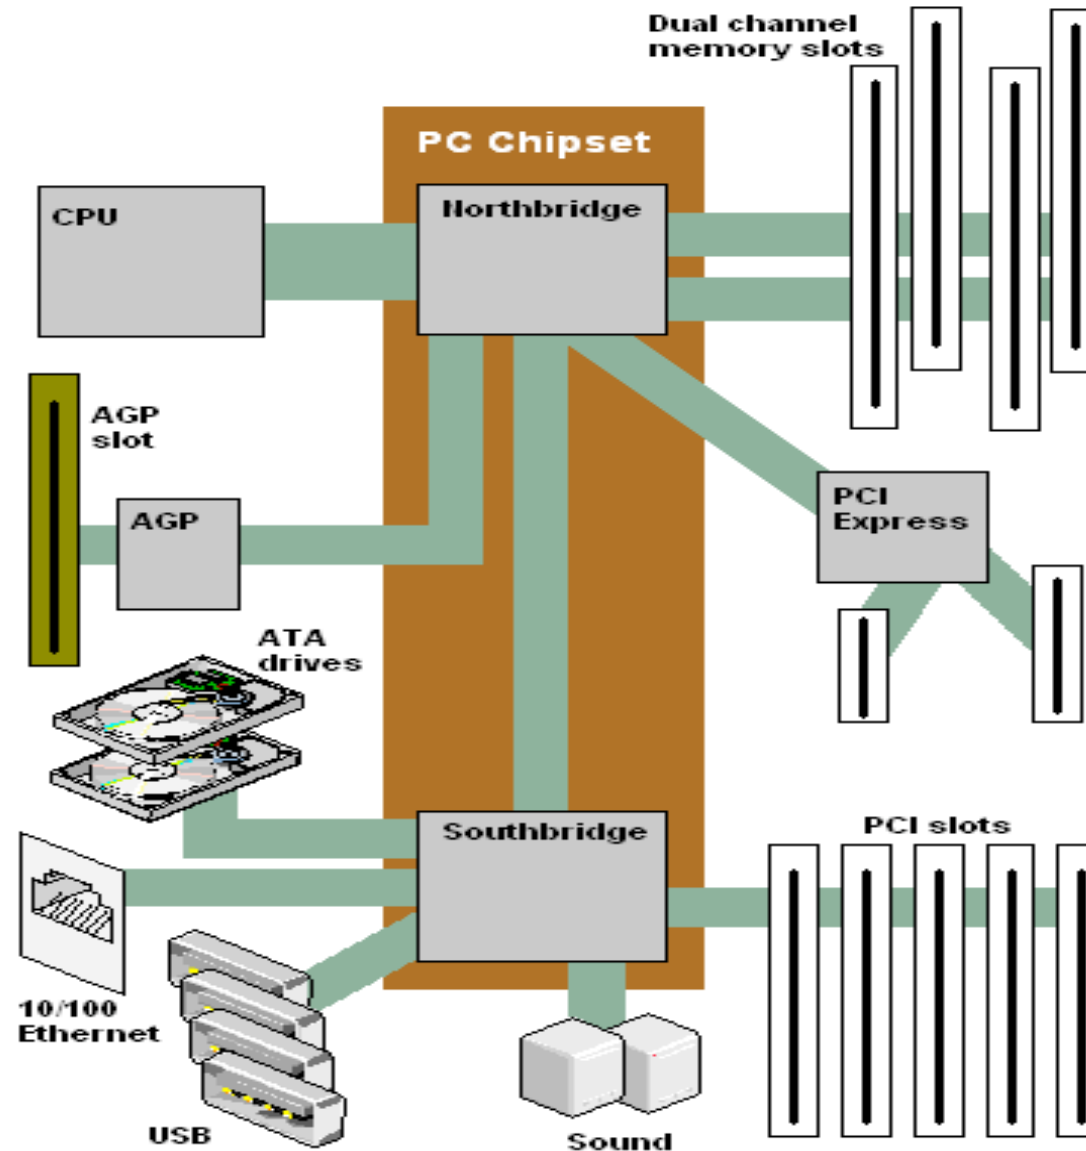 Dual channel
memory slots
PC Chipset
CPU
Northbridge
AGP
slot
AGP
PCI
Express
ATA
drives
Southbridge
PCI slots
10/100
Ethernet
USB
Sound